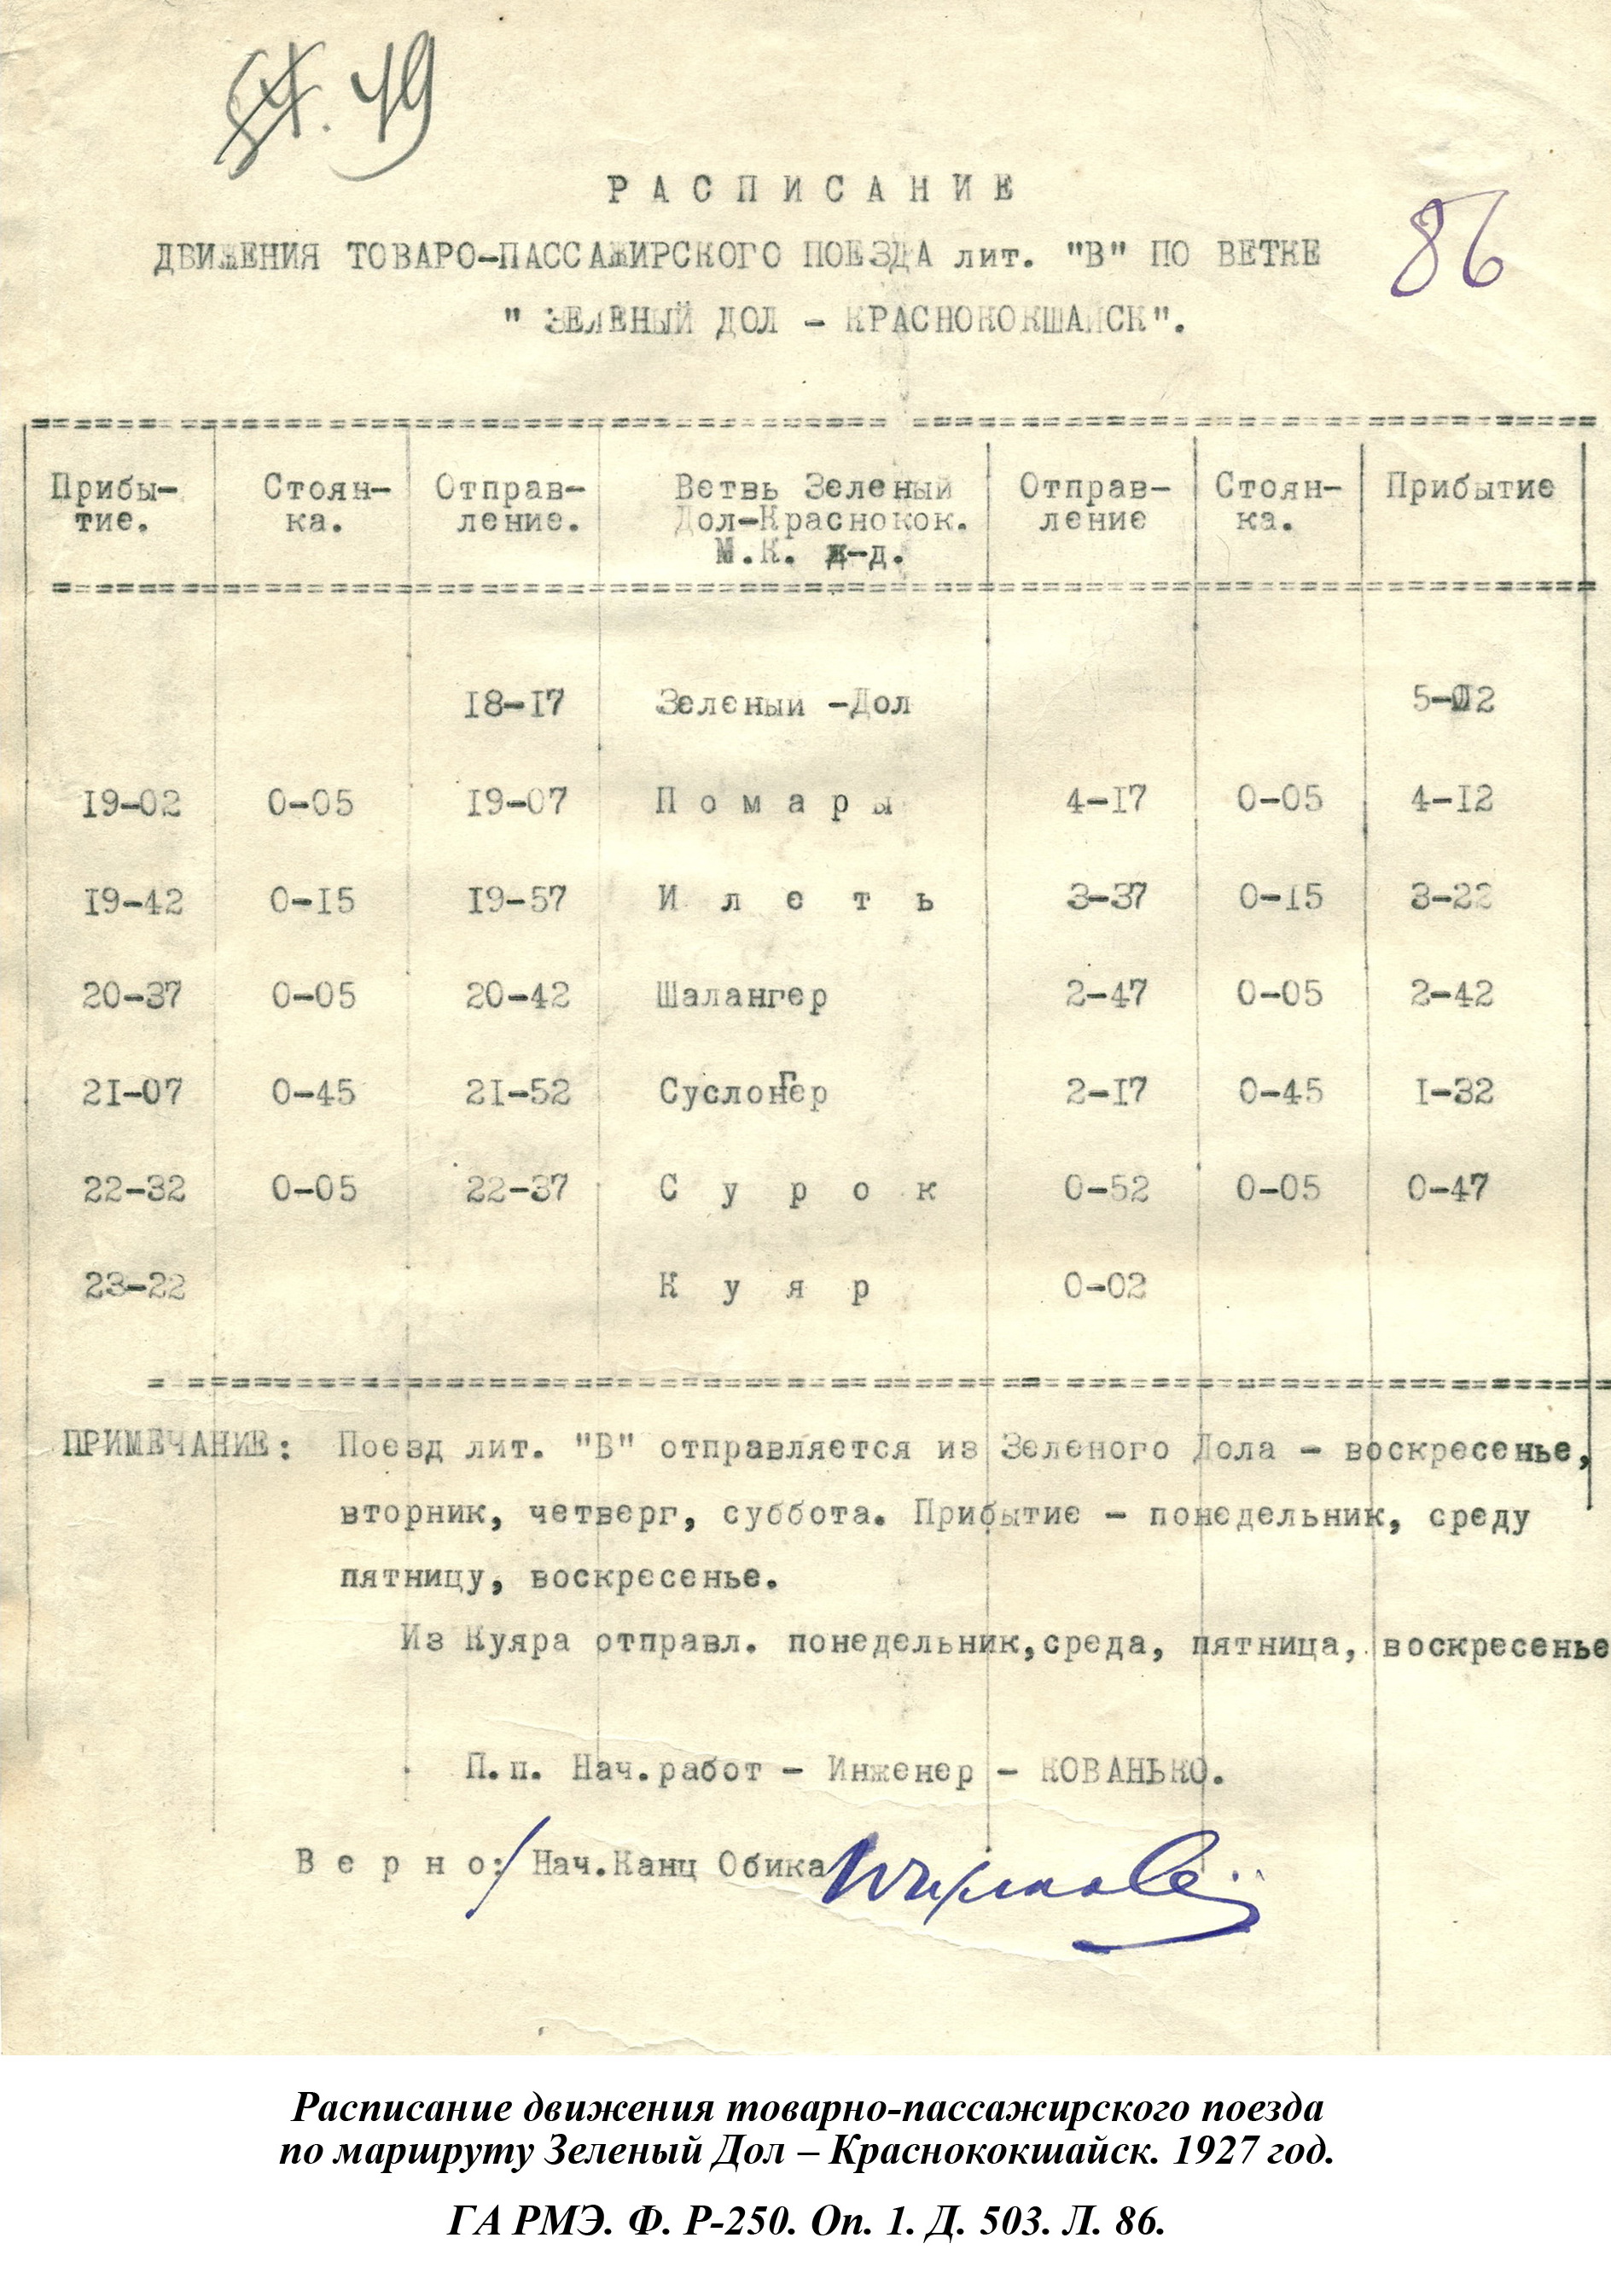 49
РАСПИСАНИЕ
86
ДВИЖЕНИЯ ТОВАРО-ПАССАЖИРСКОГО ПОЕЗДА лит. "В" ПО ВЕТКЕ
" ЗЕЛЕНЫЙ ДОЛ - КРАСНОКОКШАЙСК".
Прибы- Стоян- Отправ- Ветвь Зеленый Отправ- Стоян- Прибытие
тие. ка. ление. Дол-Краснокок. ление ка.
М.К. ж-д.
18-17 Зеленый -Дол 5-02
19-02 0-05 19-07 Помары 4-17 0-05 4-12
19-42 0-15 19-57 Илеть 3-37 0-15 3-22
20-37 0-05 20-42 Шалангер 2-47 0-05 2-42
21-07 0-45 21-52 Суслонгер 2-17 0-45 1-32
22-32 0-05 22-37 Сурок 0-52 0-05 0-47
23-22 Куяр 0-02
ПРИМЕЧАНИЕ: Поезд лит. "В" отправляется из Зеленого Дола - воскресенье,
вторник, четверг, суббота. Прибытие - понедельник, среду
пятницу, воскресенье.
Из Куяра отправл. понедельник,среда, пятница, воскресенье
П.п. Нач.работ - Инженер - КОВАНЬКО.
Верно: Нач.Канц Обика
Расписание движения товарно-пассажирского поезда
по маршруту Зеленый Дол – Краснококшайск. 1927 год.
ГА РМЭ. Ф. Р-250. Оп. 1. Д. 503. Л. 86.